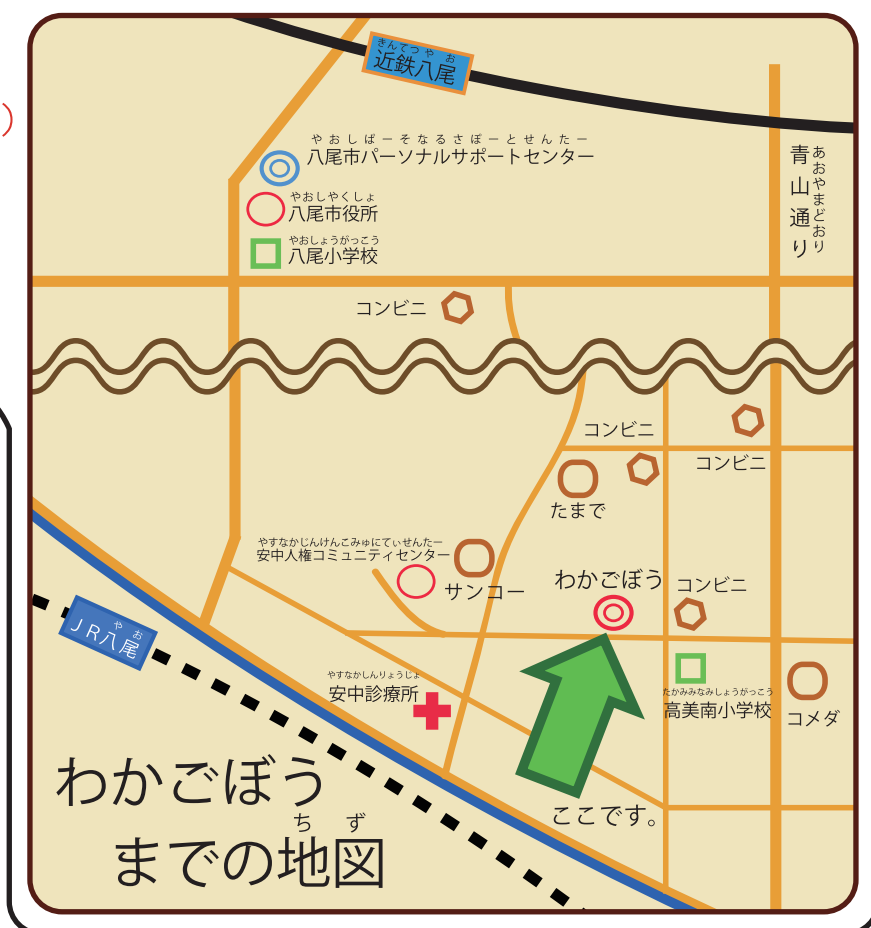 )
きんてつやお
近鉄八尾
やおしぱーそなるさぽーとせんたー
八尾市パーソナルサポートセンター
やおしやくしょ
八尾市役所
やおしょうがっこう
八尾小学校
あおやまどおり
青山通り
コンビニ
コンビニ
コンビニ
たまで
やすなかじんけんこみゅにてぃせんたー
安中人権コミュニティセンター
サンコー
わかごぼう
コンビニ
やお
JR八尾
やすなかしんりょうじょ
安中診療所
たかみみなみしょうがっこう
高美南小学校
コメダ
ここです。
わかごぼう
ちず
までの地図